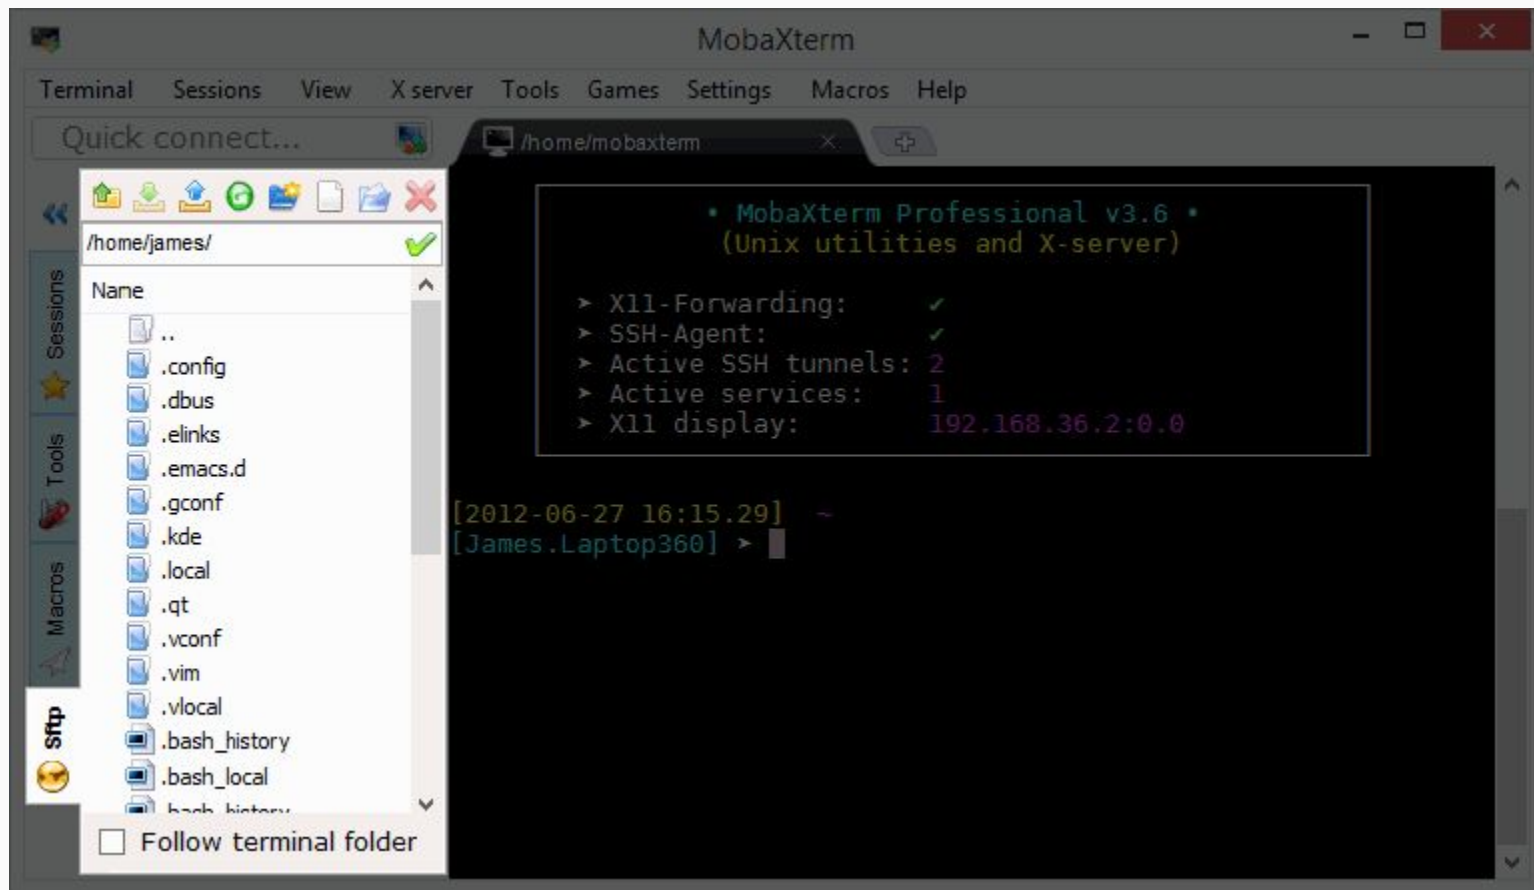 MobaXterm
Terminal Sessions View X server Tools Games Settings Macros Help
Quick connect...
/home/mobaxterm
/home/james/
Name
..
.config
.dbus
.elinks
.emacs.d
.gconf
.kde
.local
.qt
.vconf
.vim
.vlocal
.bash_history
.bash_local
.bash_history
Follow terminal folder
Sessions
Tools
Macros
Sftp
• MobaXterm Professional v3.6 •
(Unix utilities and X-server)
➤ X11-Forwarding: ✔
➤ SSH-Agent: ✔
➤ Active SSH tunnels: 2
➤ Active services: 1
➤ X11 display: 192.168.36.2:0.0
[2012-06-27 16:15.29] ~
[James.Laptop360] ➤